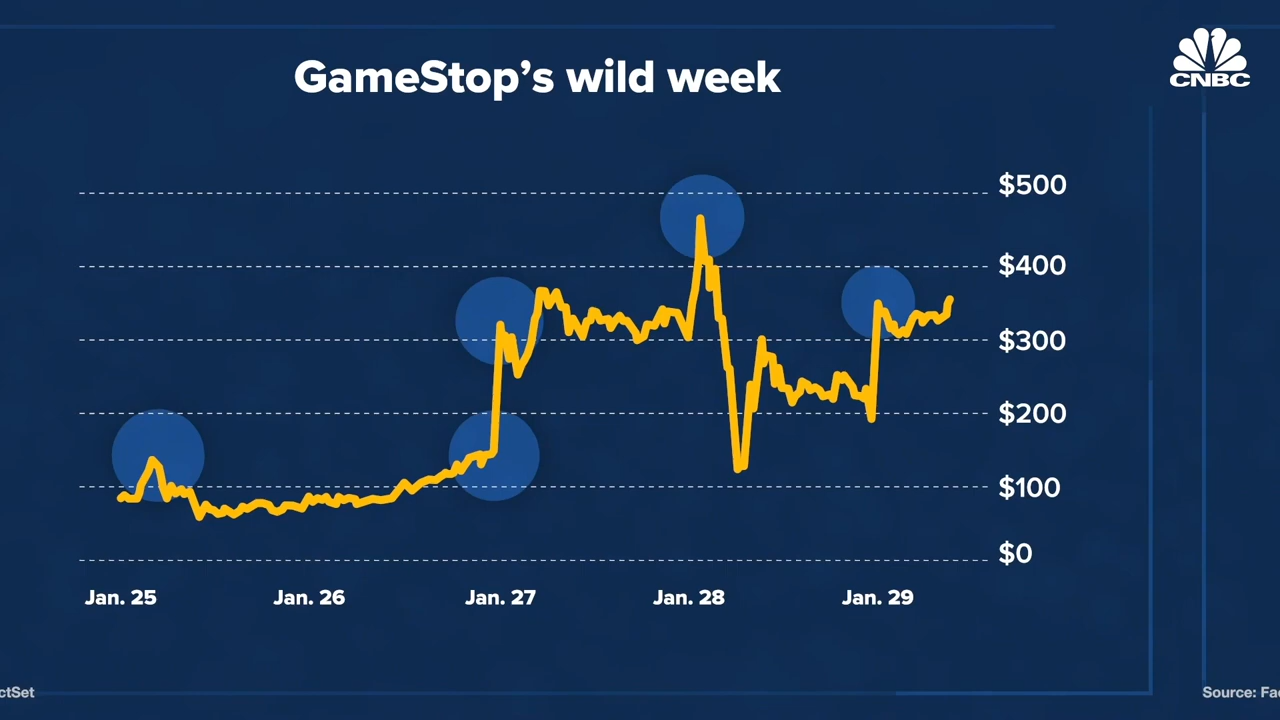 GameStop's wild week
CNBC
$500
$400
$300
$200
$100
$0
Jan. 25
Jan. 26
Jan. 27
Jan. 28
Jan. 29
ctSet
Source: Fac